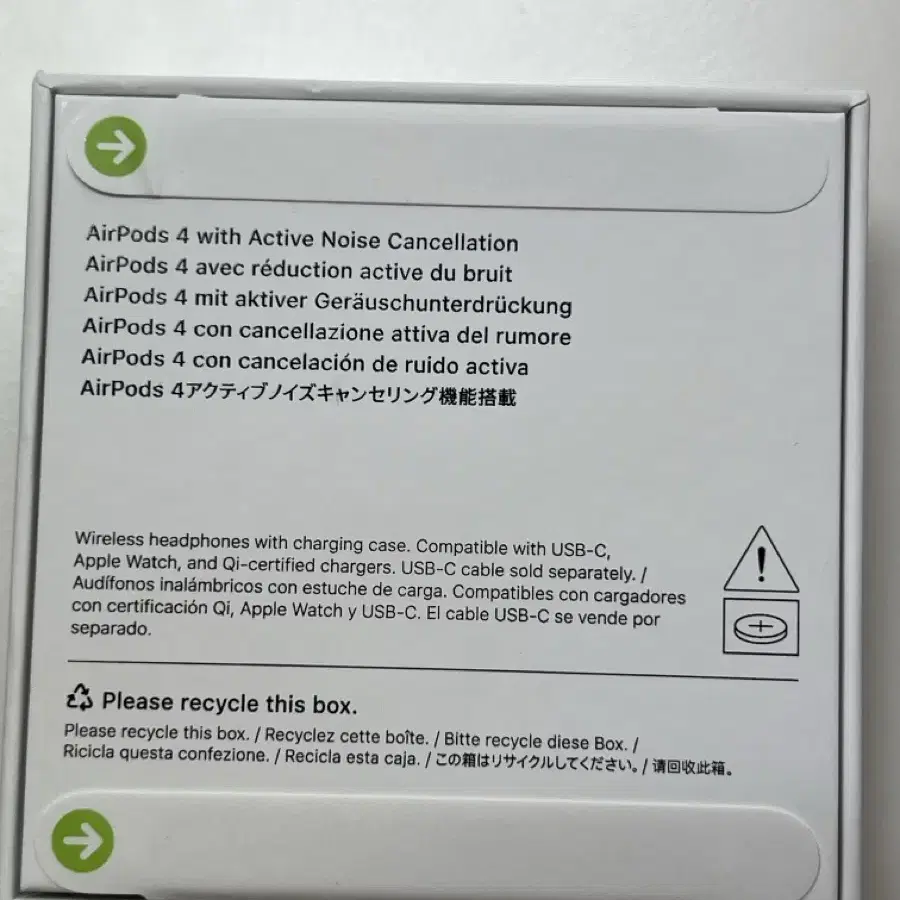 AirPods 4 with Active Noise Cancellation
AirPods 4 avec réduction active du bruit
AirPods 4 mit aktiver Geräuschunterdrückung
AirPods 4 con cancellazione attiva del rumore
AirPods 4 con cancelación de ruido activa
AirPods 4アクティブノイズキャンセリング機能搭載
Wireless headphones with charging case. Compatible with USB-C,
Apple Watch, and Qi-certified chargers. USB-C cable sold separately. /
Audífonos inalámbricos con estuche de carga. Compatibles con cargadores
con certificación Qi, Apple Watch y USB-C. El cable USB-C se vende por
separado.
Please recycle this box.
Please recycle this box. / Recyclez cette boîte. / Bitte recycle diese Box. /
Ricicla questa confezione. / Recicla esta caja. / この箱はリサイクルしてください。/ 请回收此箱。